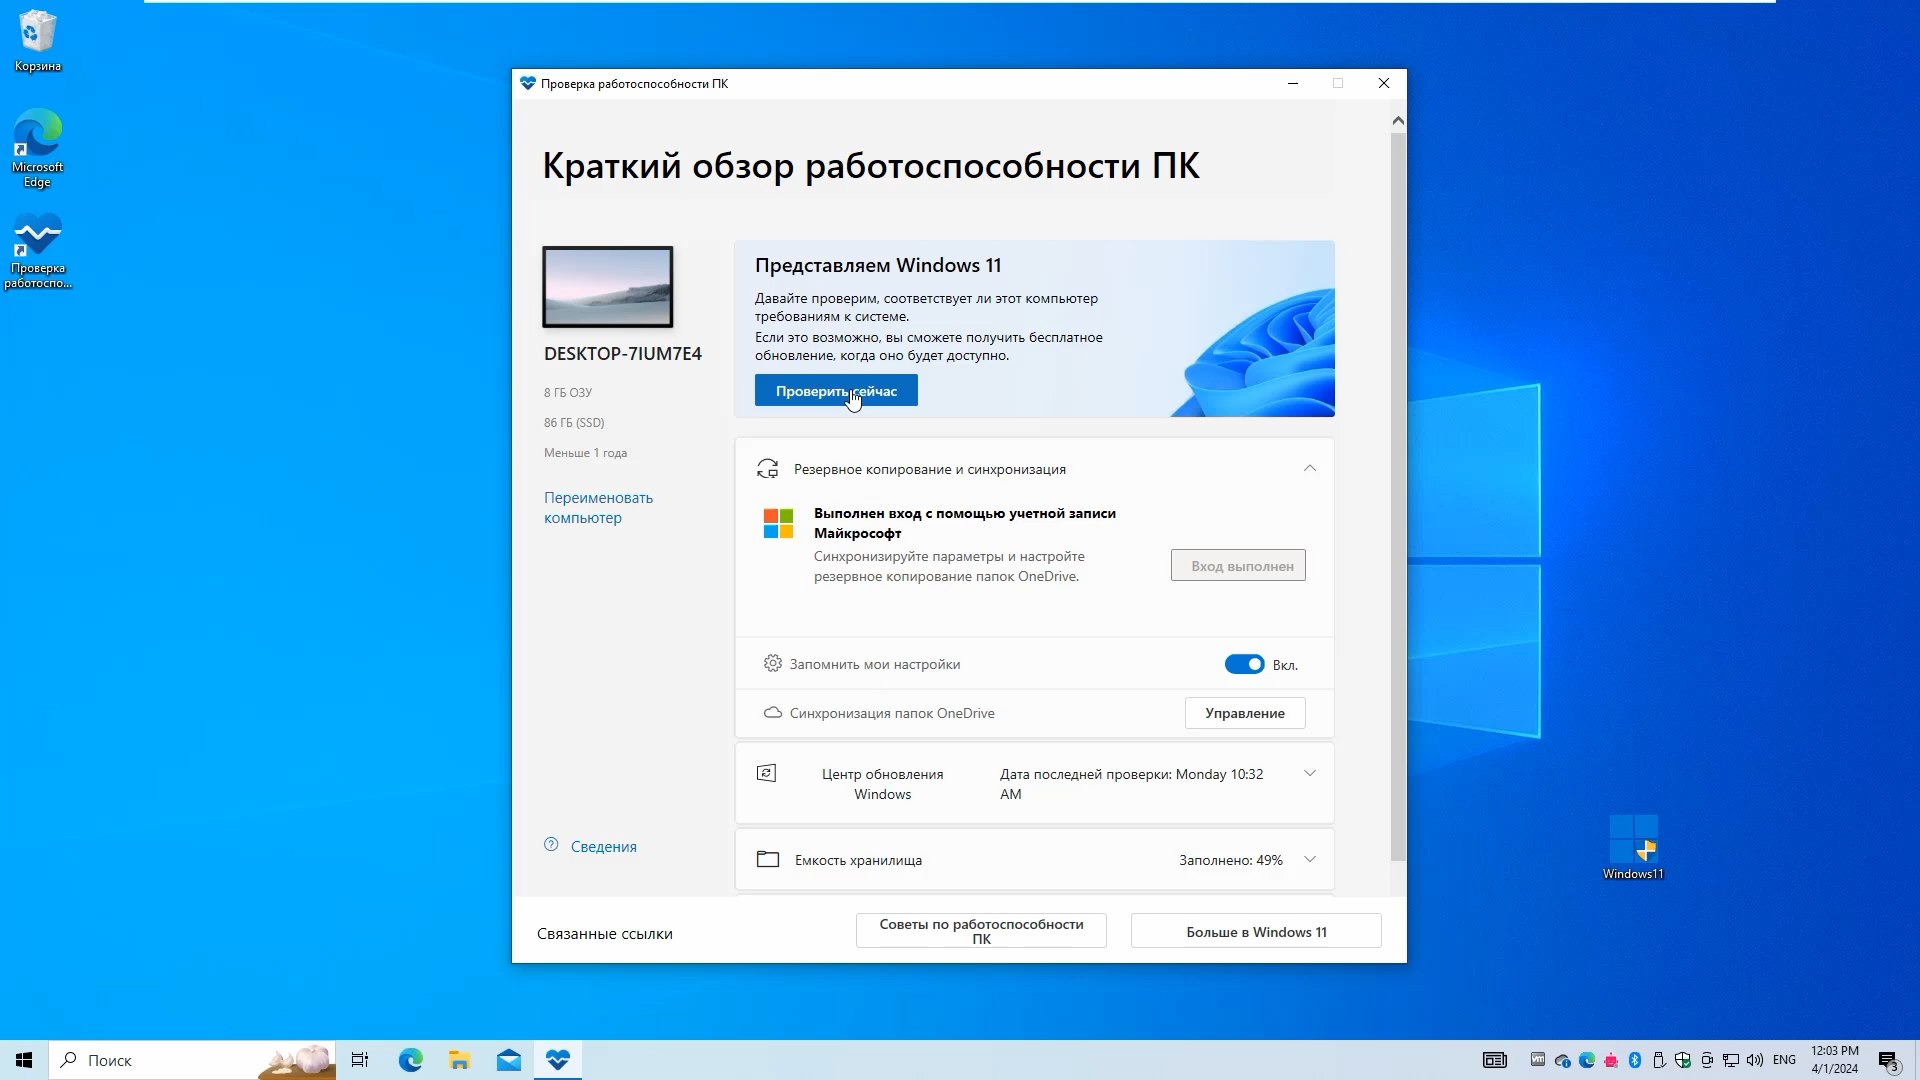 Корзина
Microsoft
Edge
Проверка
работоспо...
Проверка работоспособности ПК
Краткий обзор работоспособности ПК
DESKTOP-7IUM7E4
8 ГБ ОЗУ
86 ГБ (SSD)
Меньше 1 года
Переименовать
компьютер
Сведения
Представляем Windows 11
Давайте проверим, соответствует ли этот компьютер
требованиям к системе.
Если это возможно, вы сможете получить бесплатное
обновление, когда оно будет доступно.
Проверить сейчас
Резервное копирование и синхронизация
Выполнен вход с помощью учетной записи
Майкрософт
Синхронизируйте параметры и настройте
резервное копирование папок OneDrive.
Вход выполнен
Запомнить мои настройки
Вкл.
Синхронизация папок OneDrive
Управление
Центр обновления
Windows
Дата последней проверки: Monday 10:32
AM
Емкость хранилища
Заполнено: 49%
Связанные ссылки
Советы по работоспособности
ПК
Больше в Windows 11
Windows11
Поиск
vm
ENG
12:03 PM
4/1/2024
3